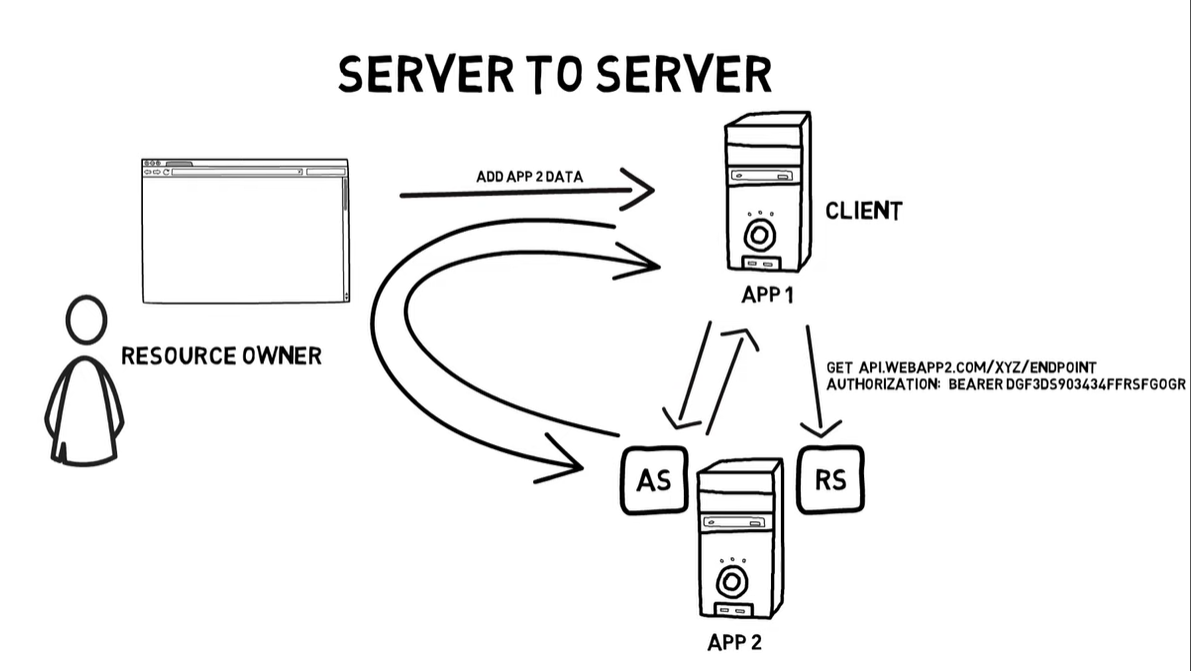 SERVER TO SERVER
ADD APP 2 DATA
CLIENT
APP 1
RESOURCE OWNER
GET API.WEBAPP2.COM/XYZ/ENDPOINT
AUTHORIZATION: BEARER DGF3DS903434FFRSFGOGR
AS
RS
APP 2